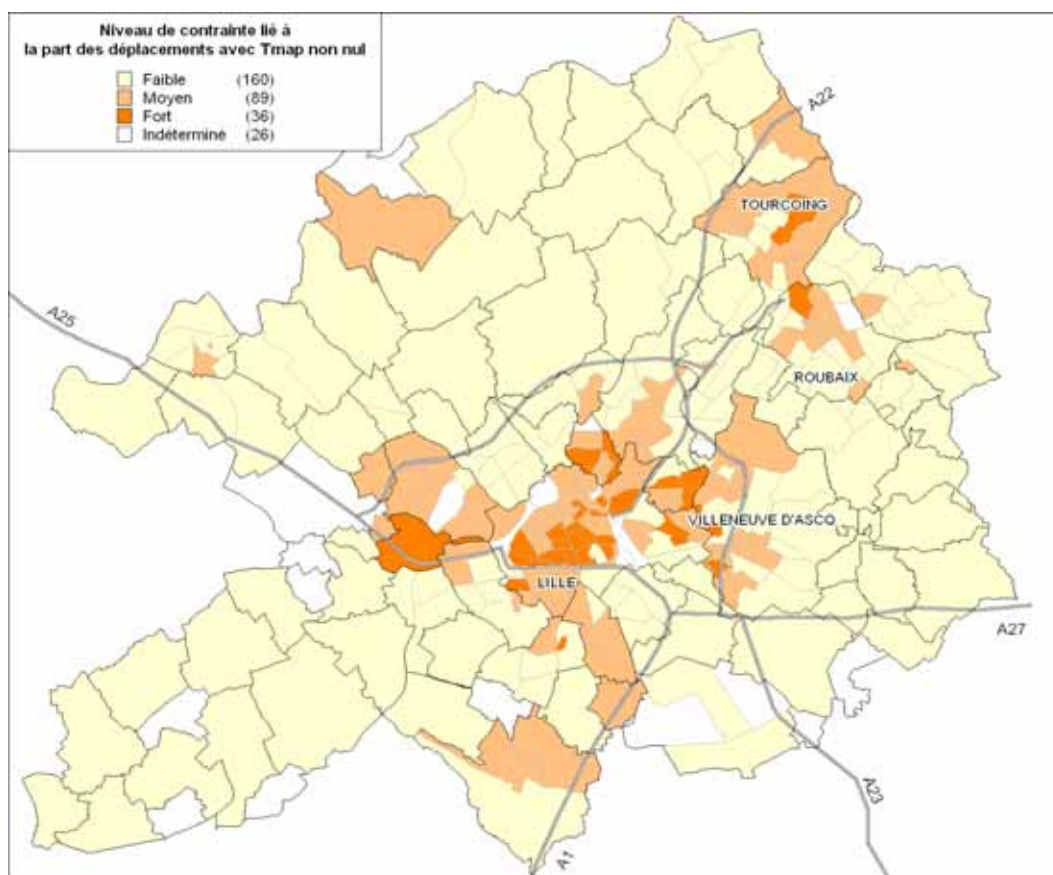 Niveau de contrainte lié à
la part des déplacements avec Tmap non nul
Faible (160)
Moyen (89)
Fort (36)
Indéterminé (26)
A22
TOURCOING
A25
ROUBAIX
VILLENEUVE D'ASCQ
LILLE
A27
A23
A1